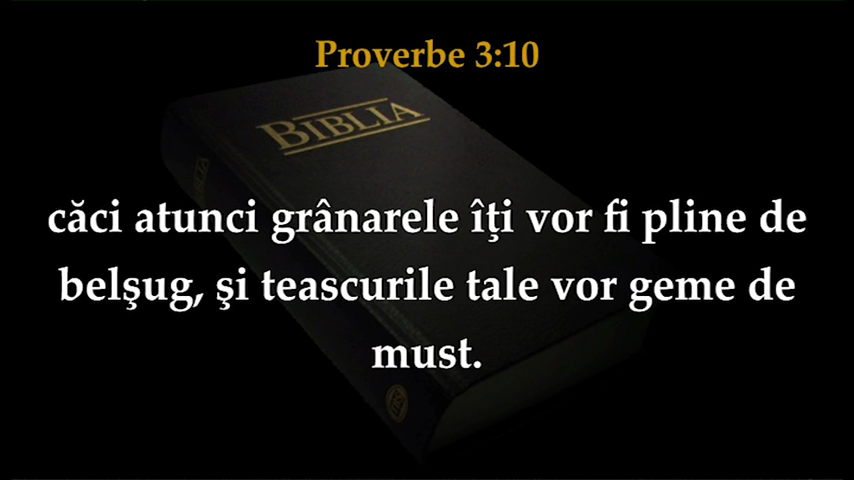 Proverbe 3:10
BIBLIA
BIBLIA
căci atunci grânarele îţi vor fi pline de
belşug, şi teascurile tale vor geme de
must.